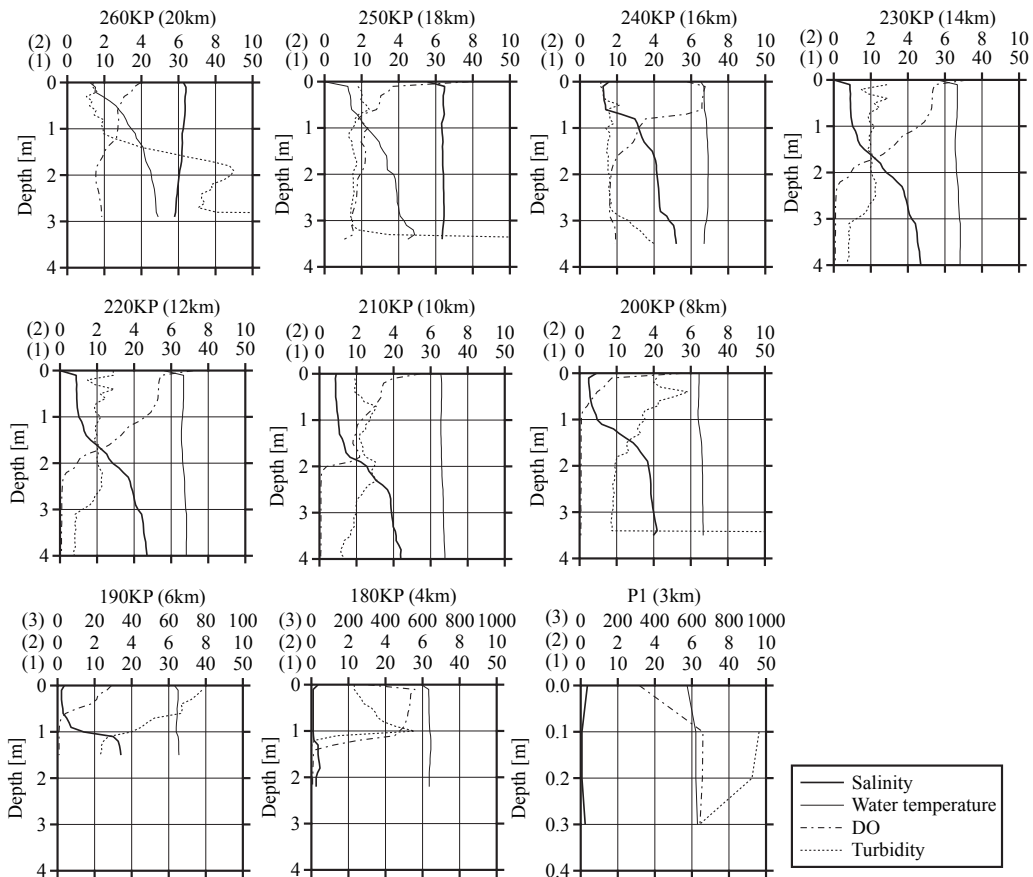 260KP (20km)
(2) 0 2 4 6 8 10
(1) 0 10 20 30 40 50
Depth [m]
0
1
2
3
4
250KP (18km)
0 2 4 6 8 10
0 10 20 30 40 50
Depth [m]
0
1
2
3
4
240KP (16km)
(2) 0 2 4 6 8 10
(1) 0 10 20 30 40 50
Depth [m]
0
1
2
3
4
230KP (14km)
(2) 0 2 4 6 8 10
(1) 0 10 20 30 40 50
Depth [m]
0
1
2
3
4
220KP (12km)
(2) 0 2 4 6 8 10
(1) 0 10 20 30 40 50
Depth [m]
0
1
2
3
4
210KP (10km)
(2) 0 2 4 6 8 10
(1) 0 10 20 30 40 50
Depth [m]
0
1
2
3
4
200KP (8km)
(2) 0 2 4 6 8 10
(1) 0 10 20 30 40 50
Depth [m]
0
1
2
3
4
190KP (6km)
(3) 0 20 40 60 80 100
(2) 0 2 4 6 8 10
(1) 0 10 20 30 40 50
Depth [m]
0
1
2
3
4
180KP (4km)
(3) 0 200 400 600 800 1000
(2) 0 2 4 6 8 10
(1) 0 10 20 30 40 50
Depth [m]
0
1
2
3
4
P1 (3km)
(3) 0 200 400 600 800 1000
(2) 0 2 4 6 8 10
(1) 0 10 20 30 40 50
Depth [m]
0.0
0.1
0.2
0.3
0.4
Salinity
Water temperature
DO
Turbidity